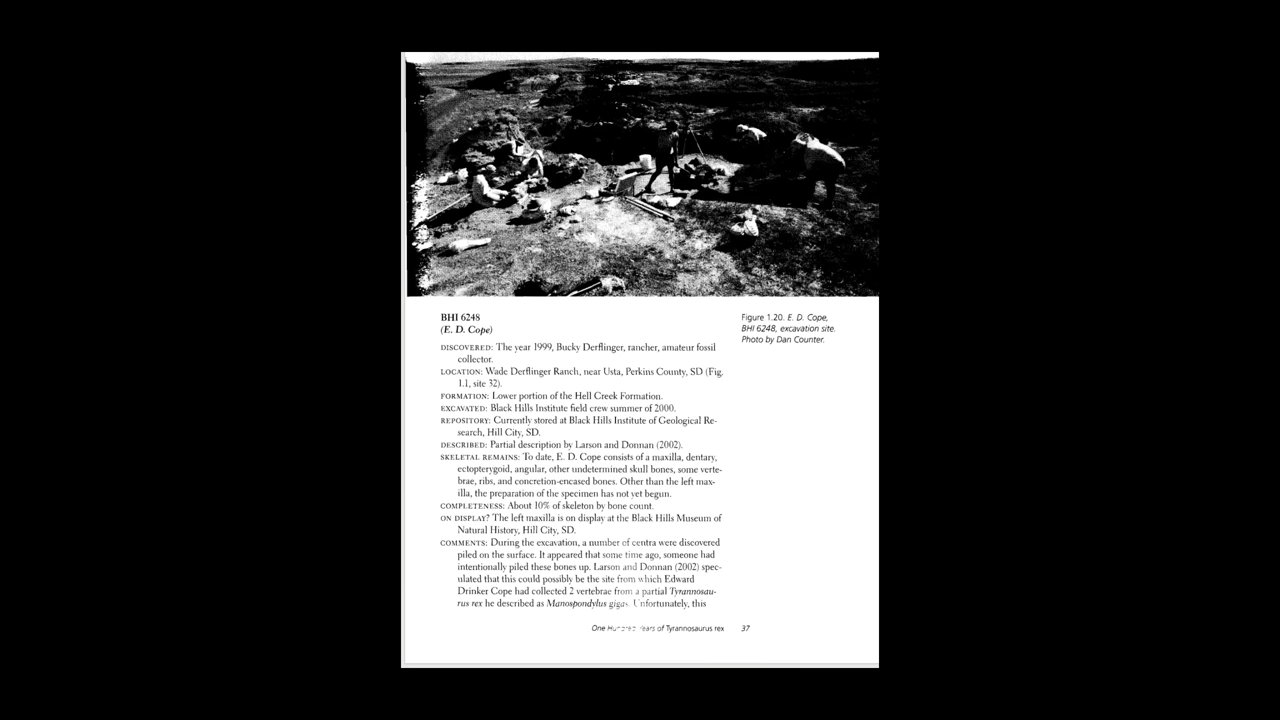 BHI 6248
(E. D. Cope)
DISCOVERED: The year 1999, Bucky Derflinger, rancher, amateur fossil
collector.
LOCATION: Wade Derflinger Ranch, near Usta, Perkins County, SD (Fig.
1.1, site 32).
FORMATION: Lower portion of the Hell Creek Formation.
EXCAVATED: Black Hills Institute field crew summer of 2000.
REPOSITORY: Currently stored at Black Hills Institute of Geological Re-
search, Hill City, SD.
DESCRIBED: Partial description by Larson and Donnan (2002).
SKELETAL REMAINS: To date, E. D. Cope consists of a maxilla, dentary,
ectopterygoid, angular, other undetermined skull bones, some verte-
brae, ribs, and concretion-encased bones. Other than the left max-
illa, the preparation of the specimen has not yet begun.
COMPLETENESS: About 10% of skeleton by bone count.
ON DISPLAY? The left maxilla is on display at the Black Hills Museum of
Natural History, Hill City, SD.
COMMENTS: During the excavation, a number of centra were discovered
piled on the surface. It appeared that some time ago, someone had
intentionally piled these bones up. Larson and Donnan (2002) spec-
ulated that this could possibly be the site from which Edward
Drinker Cope had collected 2 vertebrae from a partial Tyrannosau-
rus rex he described as Manospondylus gigas. Unfortunately, this
Figure 1.20. E. D. Cope,
BHI 6248, excavation site.
Photo by Dan Counter.
One Hundred Years of Tyrannosaurus rex 37